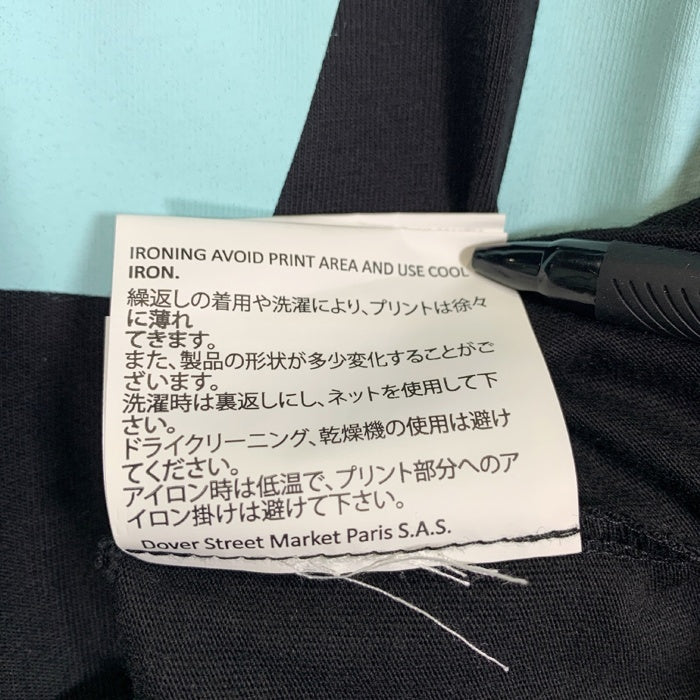 IRONING AVOID PRINT AREA AND USE COOL
IRON.
繰返しの着用や洗濯により、プリントは徐々
に薄れ
てきます。
また、製品の形状が多少変化することがご
ざいます。
洗濯時は裏返しにし、ネットを使用して下
さい。
ドライクリーニング、乾燥機の使用は避け
てください。
アイロン時は低温で、プリント部分へのア
イロン掛けは避けて下さい。
Dover Street Market Paris S.A.S.